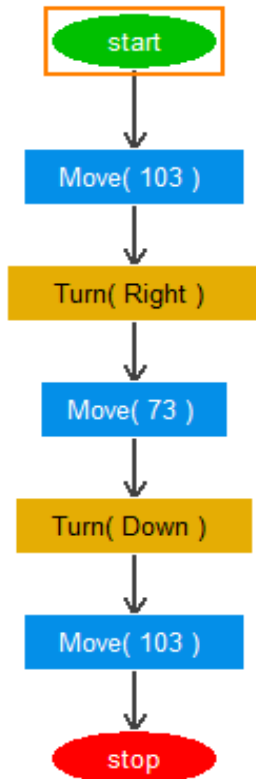 start
Move( 103 )
Turn( Right )
Move( 73 )
Turn( Down )
Move( 103 )
stop